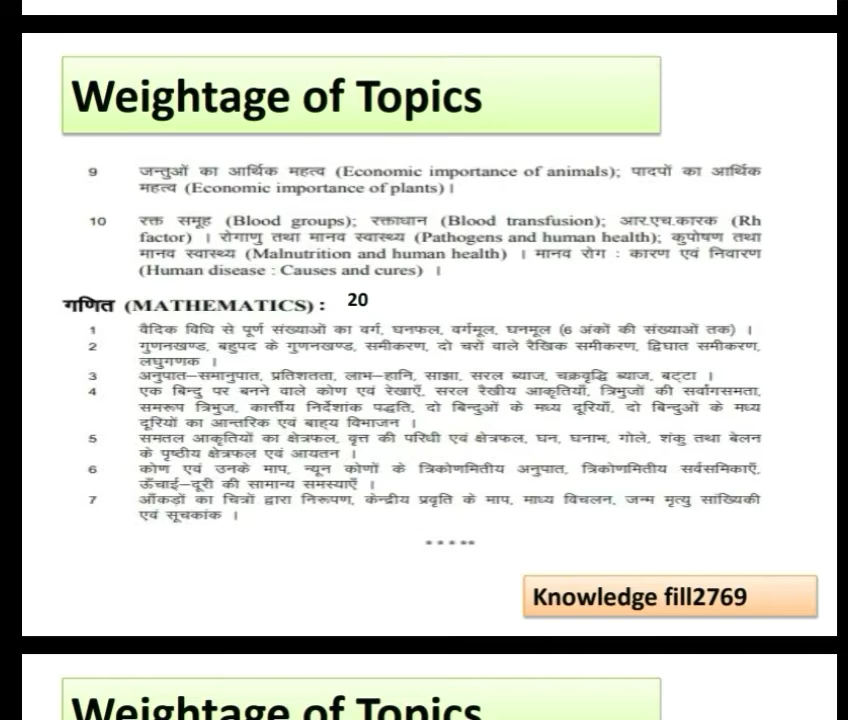 Weightage of Topics
9 जन्तुओं का आर्थिक महत्व (Economic importance of animals); पादपों का आर्थिक
महत्व (Economic importance of plants) ।
10 रक्त समूह (Blood groups); रक्ताधान (Blood transfusion); आर.एच.कारक (Rh
factor) । रोगाणु तथा मानव स्वास्थ्य (Pathogens and human health); कुपोषण तथा
मानव स्वास्थ्य (Malnutrition and human health) । मानव रोग : कारण एवं निवारण
(Human disease : Causes and cures) ।
गणित (MATHEMATICS) : 20
1 वैदिक विधि से पूर्ण संख्याओं का वर्ग, घनफल, वर्गमूल, घनमूल (6 अंकों की संख्याओं तक) ।
2 गुणनखण्ड, बहुपद के गुणनखण्ड, समीकरण, दो चरों वाले रैखिक समीकरण, द्विघात समीकरण,
लघुगणक ।
3 अनुपात–समानुपात, प्रतिशतता, लाभ–हानि, साझा, सरल ब्याज, चक्रवृद्धि ब्याज, बट्टा ।
4 एक बिन्दु पर बनने वाले कोण एवं रेखाएँ, सरल रेखीय आकृतियाँ, त्रिभुजों की सर्वांगसमता,
समरूप त्रिभुज, कार्त्तीय निर्देशांक पद्धति, दो बिन्दुओं के मध्य दूरियाँ, दो बिन्दुओं के मध्य
दूरियों का आन्तरिक एवं बाह्य विभाजन ।
5 समतल आकृतियों का क्षेत्रफल, वृत्त की परिधी एवं क्षेत्रफल, घन, घनाभ, गोले, शंकु तथा बेलन
के पृष्ठीय क्षेत्रफल एवं आयतन ।
6 कोण एवं उनके माप, न्यून कोणों के त्रिकोणमितीय अनुपात, त्रिकोणमितीय सर्वसमिकाएँ,
ऊँचाई–दूरी की सामान्य समस्याएँ ।
7 आँकड़ों का चित्रों द्वारा निरूपण, केन्द्रीय प्रवृति के माप, माध्य विचलन, जन्म मृत्यु सांख्यिकी
एवं सूचकांक ।
*****
Knowledge fill2769
Weightage of Topics